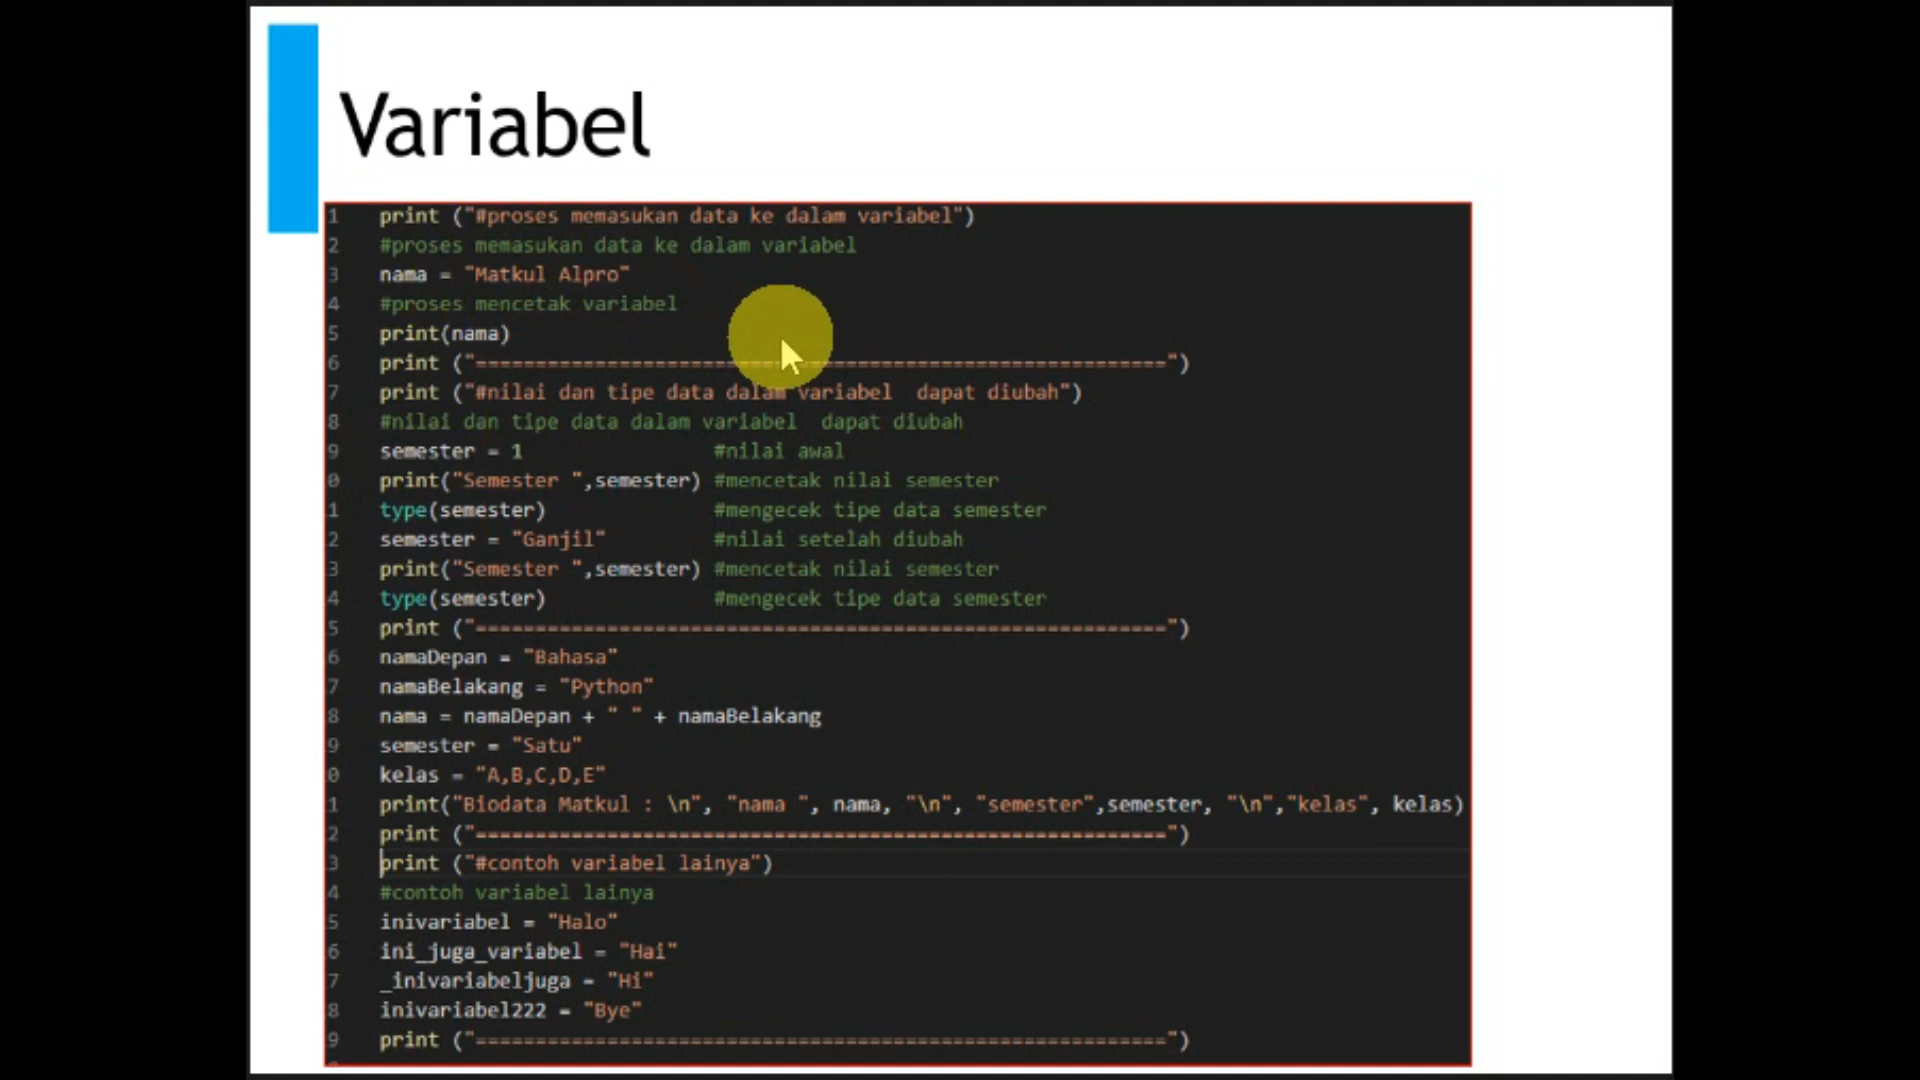 Variabel
1 print ("#proses memasukan data ke dalam variabel")
2 #proses memasukan data ke dalam variabel
3 nama = "Matkul Alpro"
4 #proses mencetak variabel
5 print(nama)
6 print ("==========================================================")
7 print ("#nilai dan tipe data dalam variabel  dapat diubah")
8 #nilai dan tipe data dalam variabel  dapat diubah
9 semester = 1 #nilai awal
0 print("Semester ",semester) #mencetak nilai semester
1 type(semester) #mengecek tipe data semester
2 semester = "Ganjil" #nilai setelah diubah
3 print("Semester ",semester) #mencetak nilai semester
4 type(semester) #mengecek tipe data semester
5 print ("==========================================================")
6 namaDepan = "Bahasa"
7 namaBelakang = "Python"
8 nama = namaDepan + " " + namaBelakang
9 semester = "Satu"
0 kelas = "A,B,C,D,E"
1 print("Biodata Matkul : \n", "nama ", nama, "\n", "semester",semester, "\n","kelas", kelas)
2 print ("==========================================================")
3 print ("#contoh variabel lainya")
4 #contoh variabel lainya
5 inivariabel = "Halo"
6 ini_juga_variabel = "Hai"
7 _inivariabeljuga = "Hi"
8 inivariabel222 = "Bye"
9 print ("==========================================================")